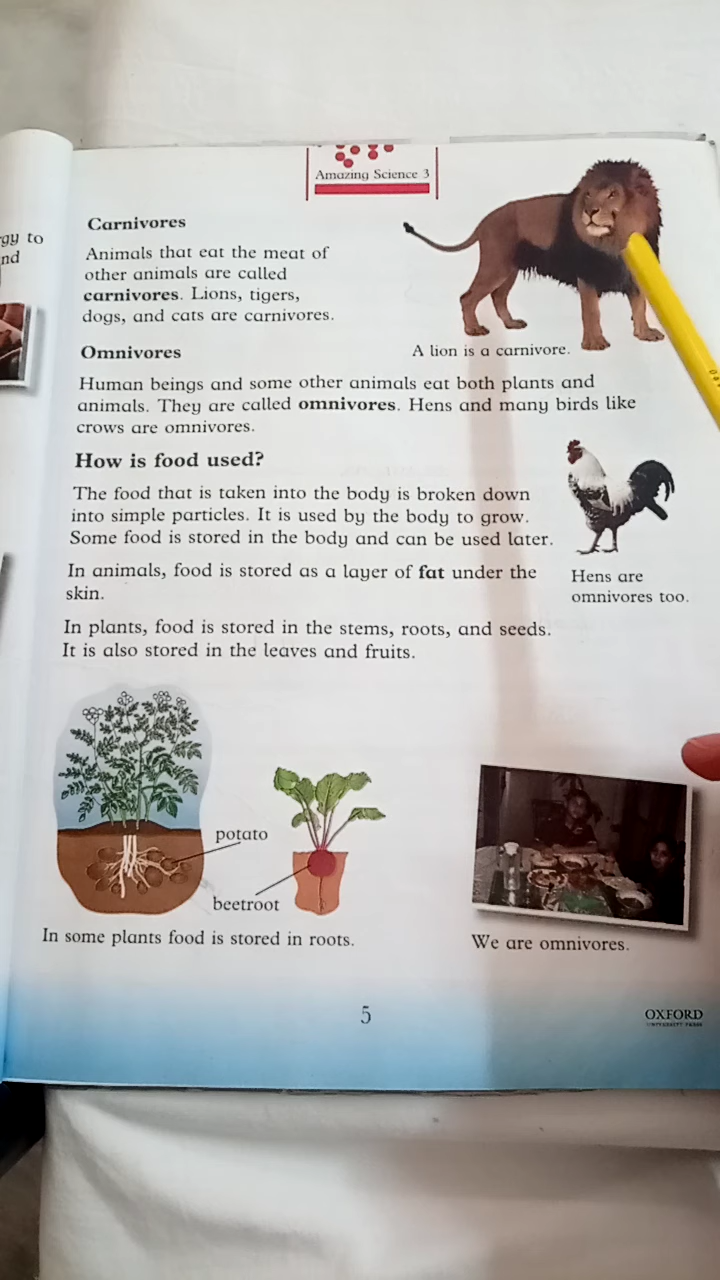 Amazing Science 3
gy to
nd
Carnivores
Animals that eat the meat of
other animals are called
carnivores. Lions, tigers,
dogs, and cats are carnivores.
A lion is a carnivore.
Omnivores
Human beings and some other animals eat both plants and
animals. They are called omnivores. Hens and many birds like
crows are omnivores.
How is food used?
The food that is taken into the body is broken down
into simple particles. It is used by the body to grow.
Some food is stored in the body and can be used later.
In animals, food is stored as a layer of fat under the
skin.
Hens are
omnivores too.
In plants, food is stored in the stems, roots, and seeds.
It is also stored in the leaves and fruits.
potato
beetroot
In some plants food is stored in roots.
We are omnivores.
5
OXFORD
UNIVERSITY PRESS